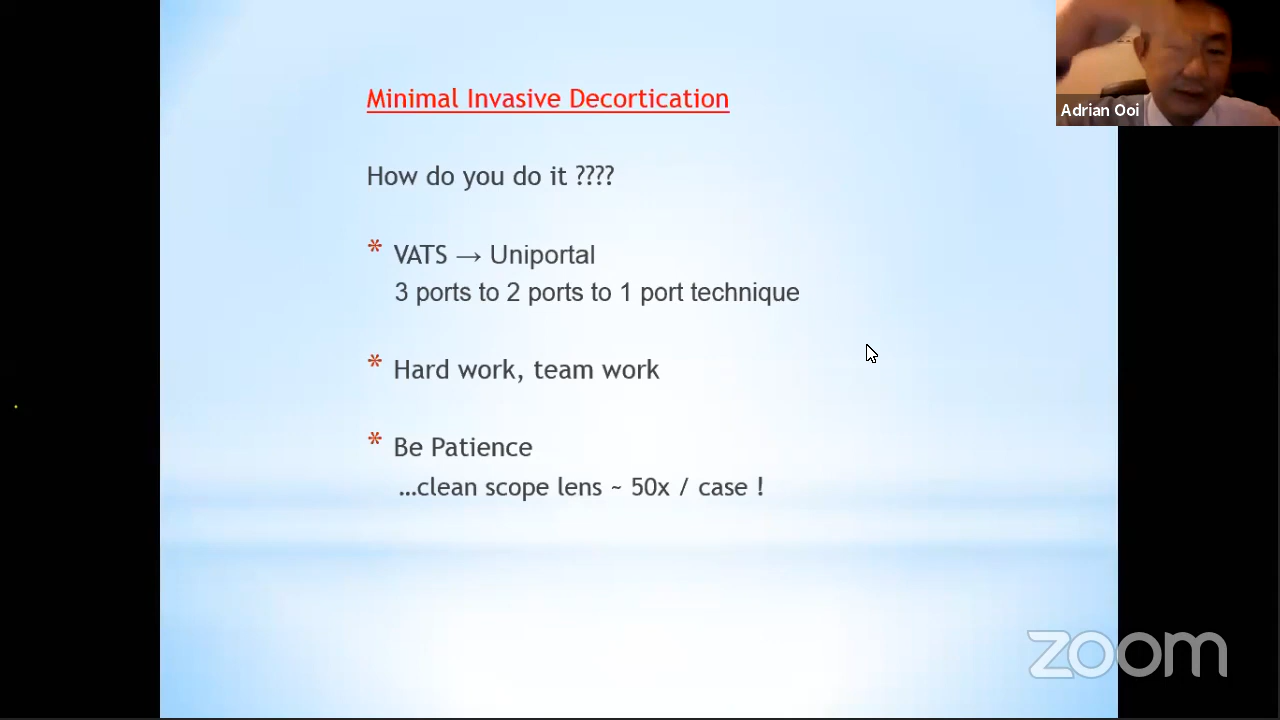 Minimal Invasive Decortication
Adrian Ooi
How do you do it ????
* VATS → Uniportal
3 ports to 2 ports to 1 port technique
* Hard work, team work
* Be Patience
...clean scope lens ~ 50x / case !
zoom